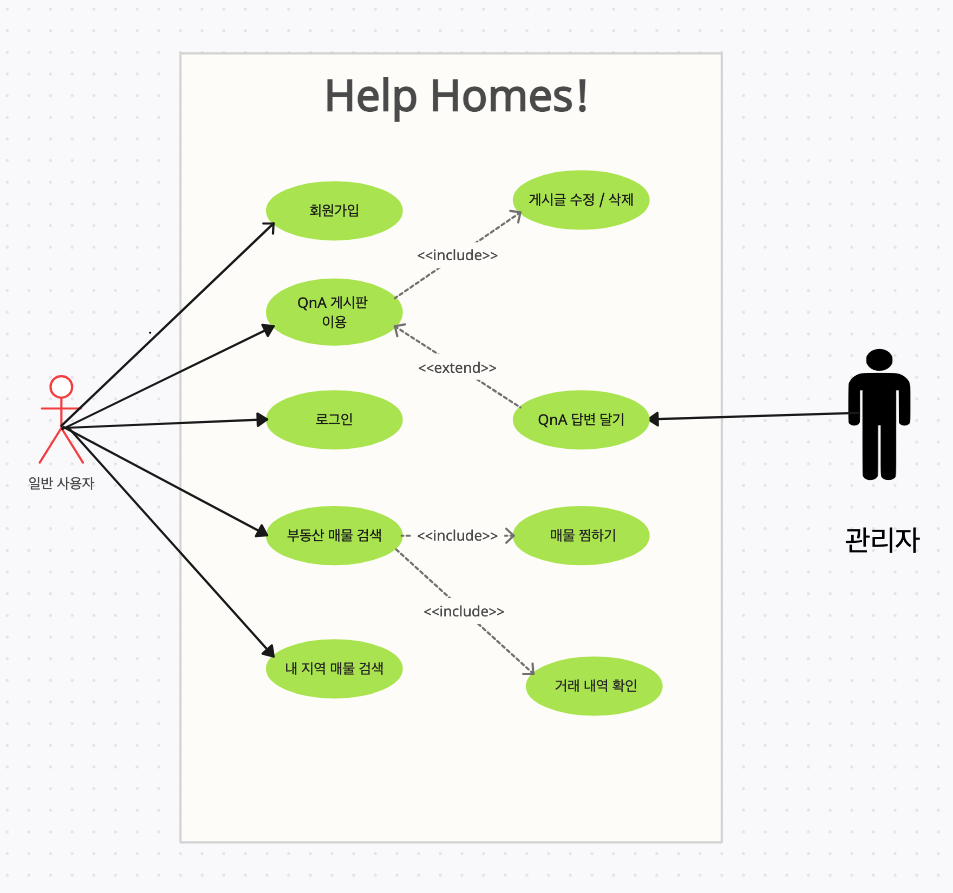 Help Homes!
회원가입
게시글 수정 / 삭제
<<include>>
QnA 게시판
이용
<<extend>>
로그인
QnA 답변 달기
일반 사용자
부동산 매물 검색
<<include>>
매물 찜하기
관리자
<<include>>
내 지역 매물 검색
거래 내역 확인